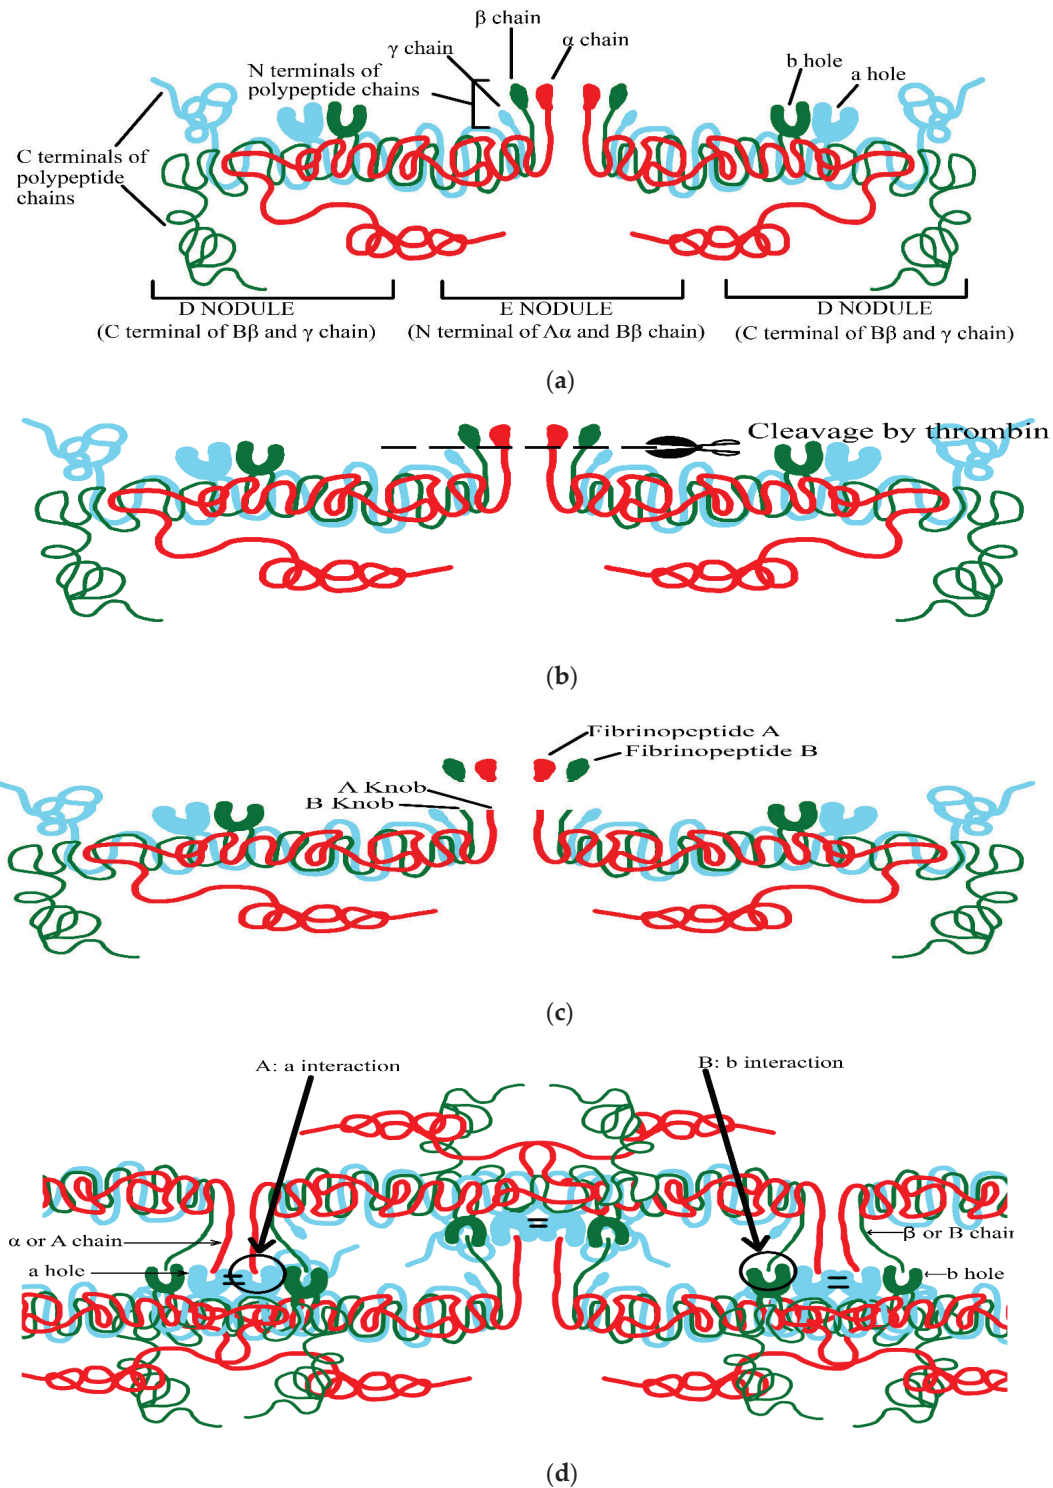 β chain
γ chain
α chain
N terminals of
polypeptide chains
b hole
a hole
C terminals of
polypeptide
chains
D NODULE
(C terminal of Bβ and γ chain)
E NODULE
(N terminal of Aα and Bβ chain)
D NODULE
(C terminal of Bβ and γ chain)
(a)
Cleavage by thrombin
(b)
Fibrinopeptide A
Fibrinopeptide B
A Knob
B Knob
(c)
A: a interaction
B: b interaction
α or A chain
β or B chain
a hole
b hole
=
=
=
(d)